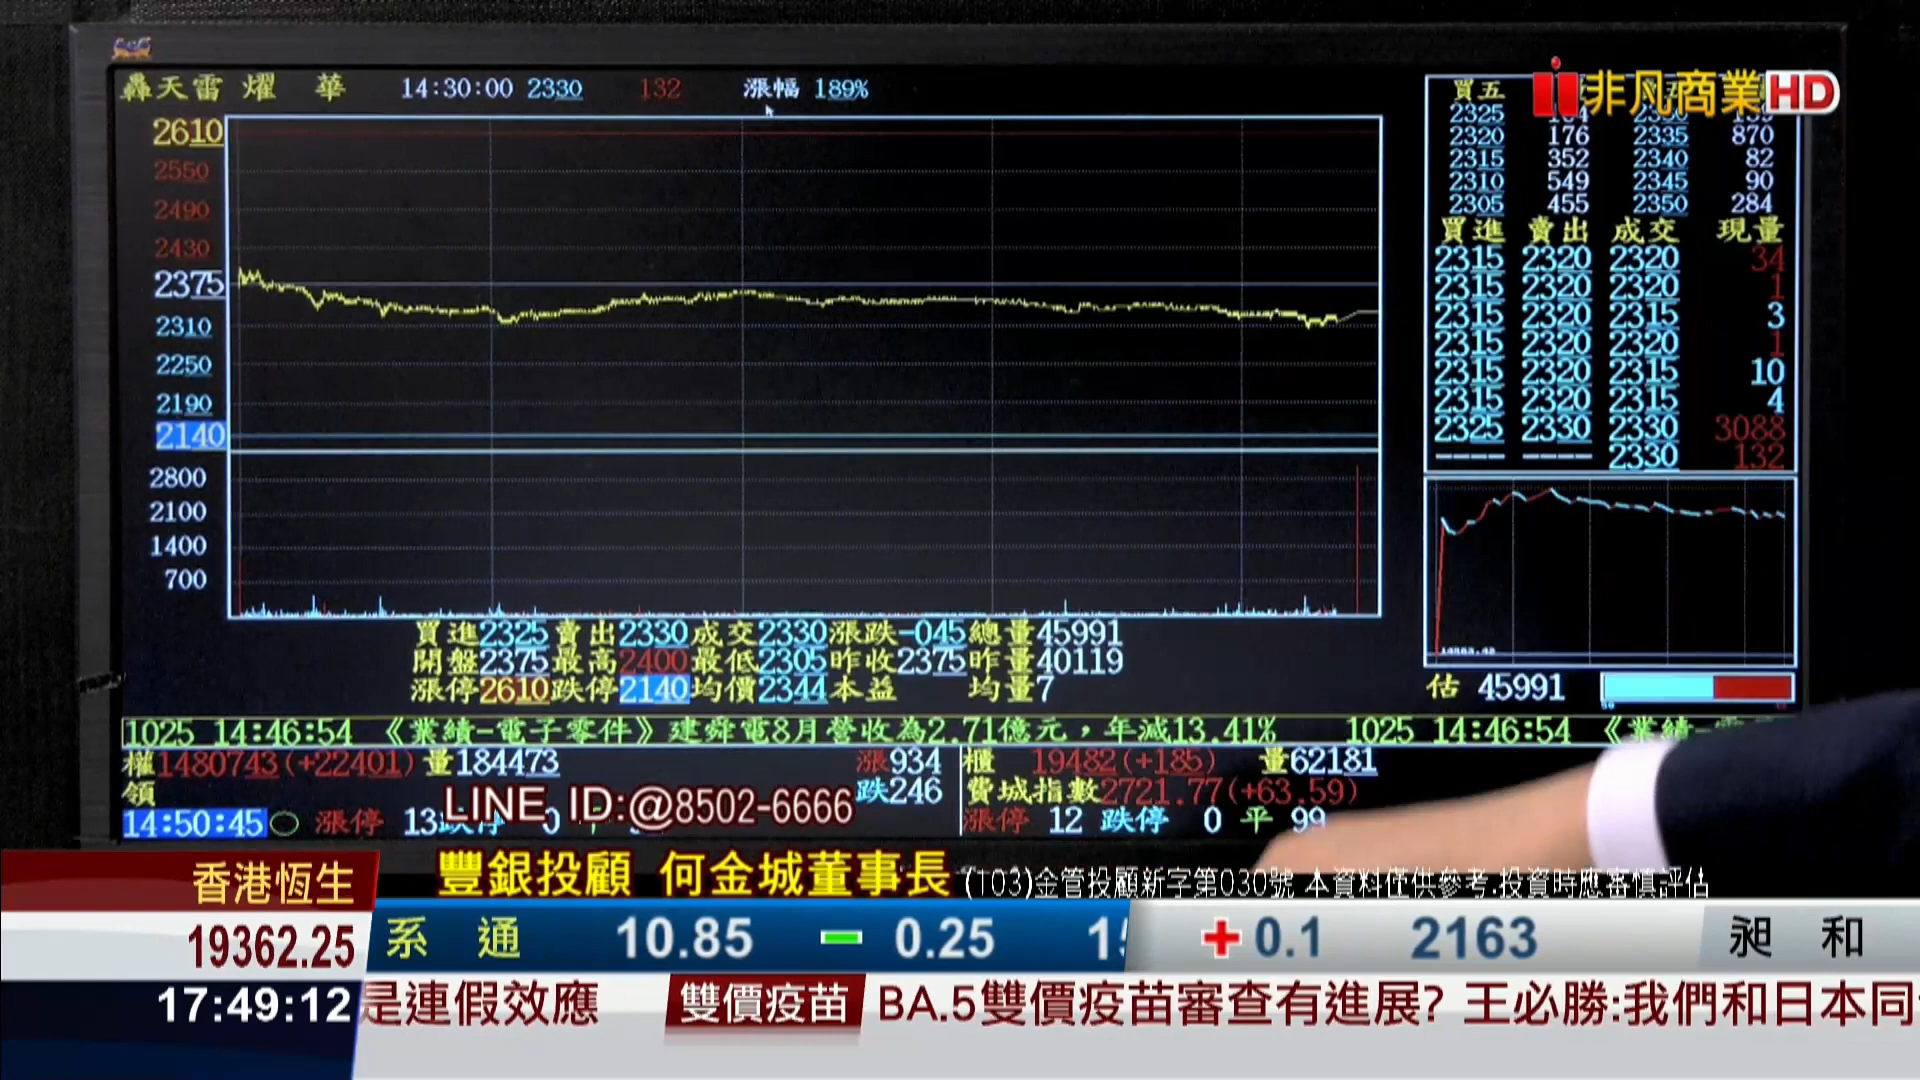 轟天雷 燿 華 14:30:00 2330 132 漲幅 189%
非凡商業HD
2610
2550
2490
2430
2375
2310
2250
2190
2140
2800
2100
1400
700
買五
2325
2320 176 2335 870
2315 352 2340 82
2310 549 2345 90
2305 455 2350 284
買進 賣出 成交 現量
2315 2320 2320 34
2315 2320 2320 1
2315 2320 2315 3
2315 2320 2320 1
2315 2320 2315 10
2315 2320 2315 4
2325 2330 2330 3088
---- ---- 2330 132
估 45991
買進2325賣出2330成交2330漲跌-045總量45991
開盤2375最高2400最低2305昨收2375昨量40119
漲停2610跌停2140均價2344本益 均量7
1025 14:46:54 《業績-電子零件》建舜電8月營收為2.71億元，年減13.41% 1025 14:46:54 《業績-電
權1480743(+22401)量184473 漲934 櫃 19482(+185) 量62181
領 跌246 費城指數2721.77(+63.59)
14:50:45 漲停 13跌停 0 漲停 12 跌停 0 平 99
LINE ID:@8502-6666
豐銀投顧 何金城董事長 (103)金管投顧新字第030號 本資料僅供參考.投資時應審慎評估
香港恆生
19362.25
系 通 10.85 － 0.25 15 +0.1 2163 昶 和
17:49:12
是連假效應 雙價疫苗 BA.5雙價疫苗審查有進展? 王必勝:我們和日本同